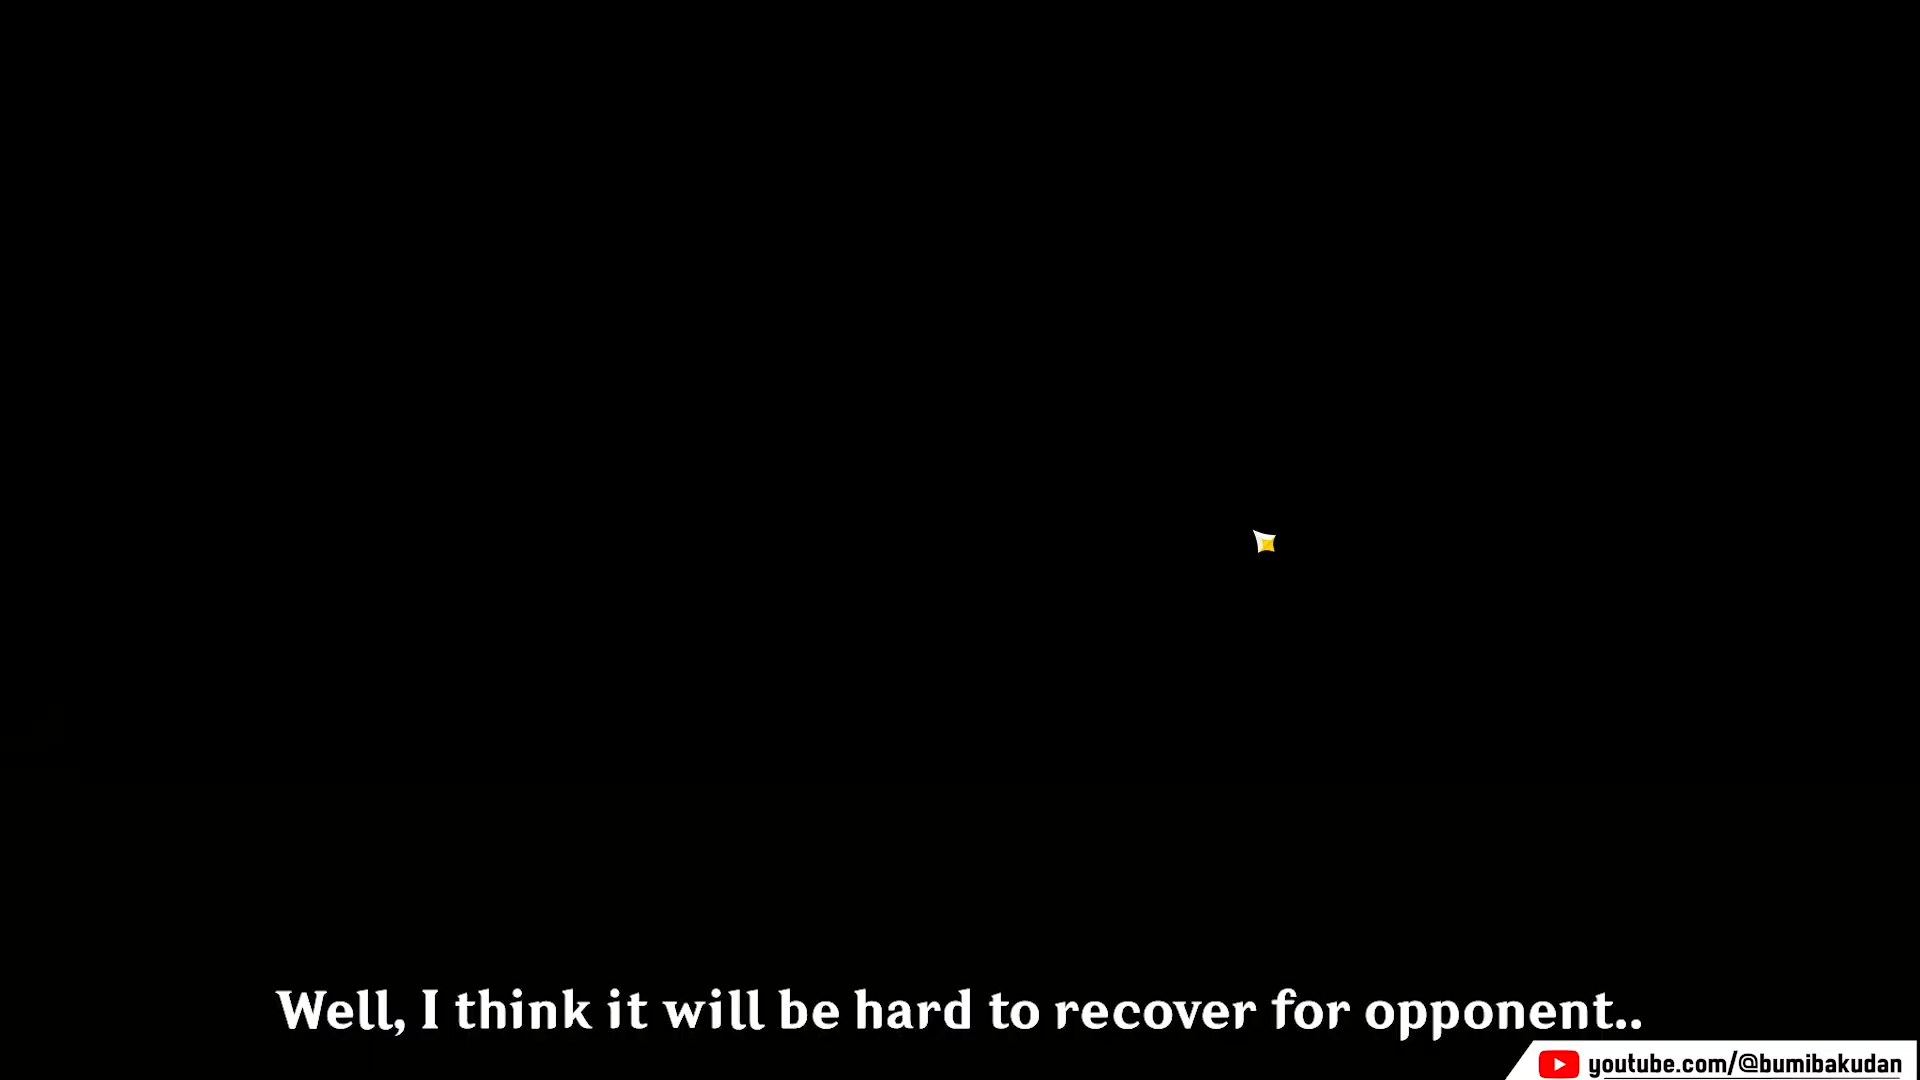 Well, I think it will be hard to recover for opponent..
youtube.com/@bumibakudan